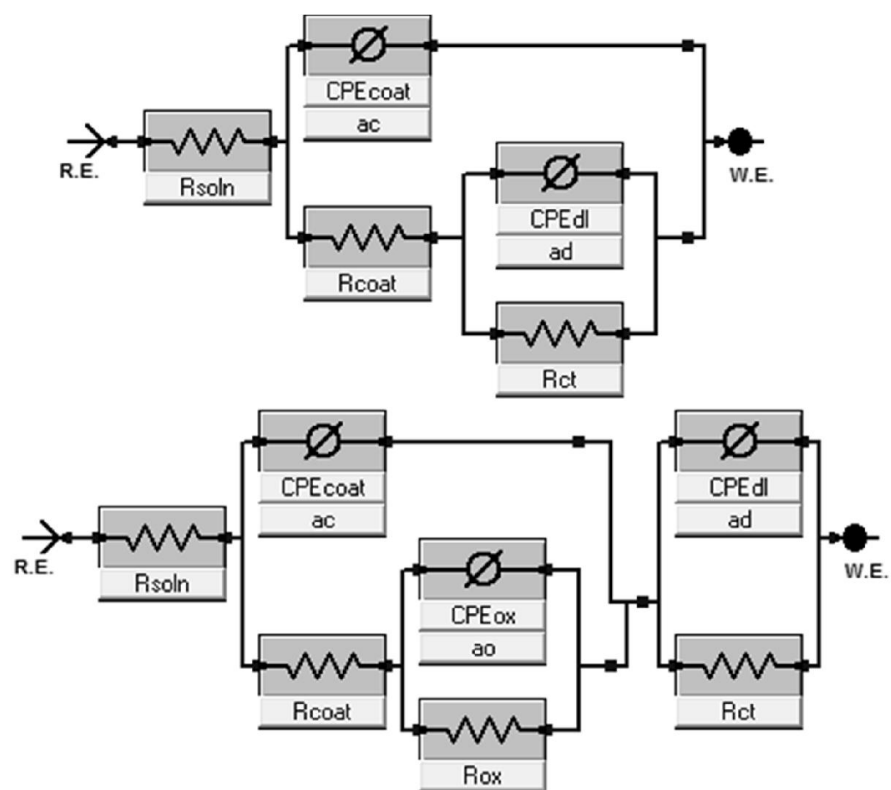 CPEcoat
ac
R.E.
Rsoln
W.E.
CPEdl
ad
Rcoat
Rct
CPEcoat
ac
CPEdl
ad
R.E.
Rsoln
W.E.
CPEox
ao
Rcoat
Rct
Rox